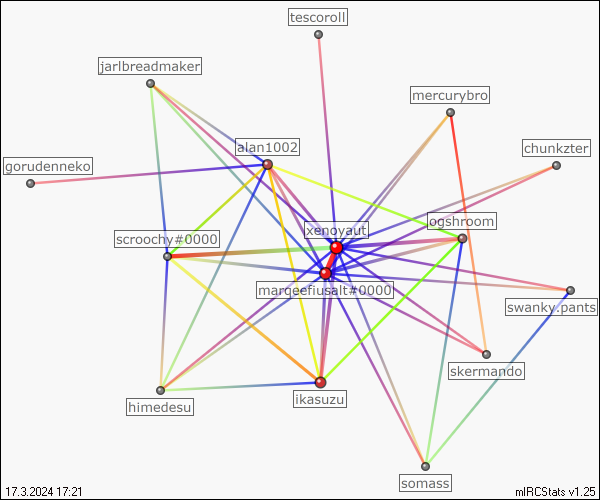 tescoroll
jarlbreadmaker
mercurybro
alan1002
chunkzter
gorudenneko
ogshroom
xenoyaut
scroochy#0000
marqeefiusalt#0000
swanky.pants
skermando
ikasuzu
himedesu
somass
17.3.2024 17:21
mIRCStats v1.25